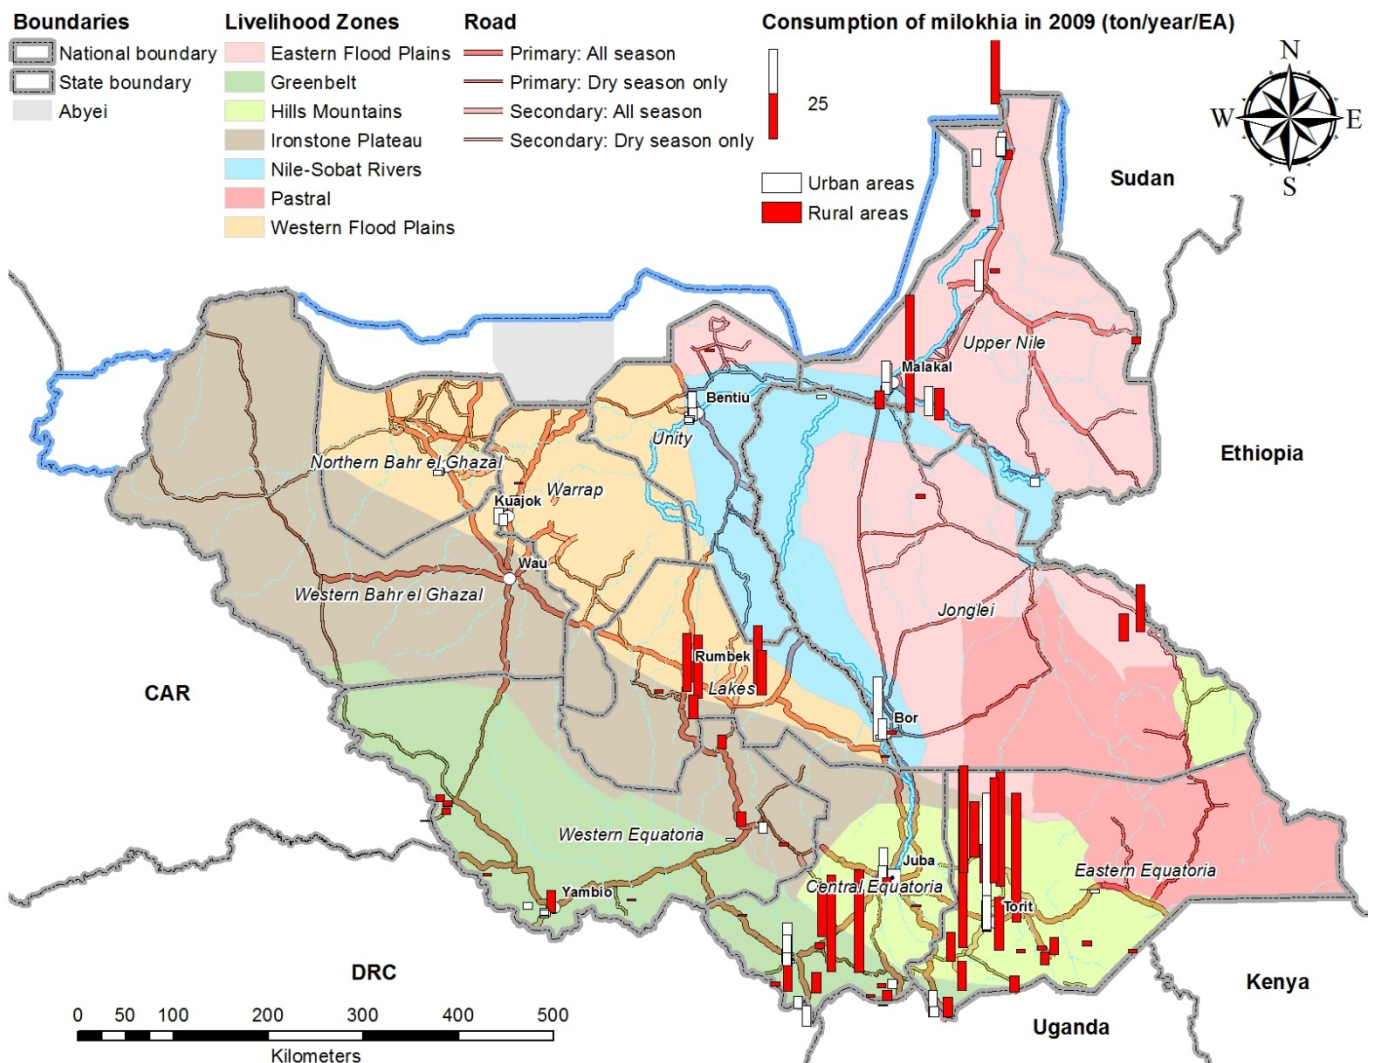 Boundaries
National boundary
State boundary
Abyei
Livelihood Zones
Eastern Flood Plains
Greenbelt
Hills Mountains
Ironstone Plateau
Nile-Sobat Rivers
Pastral
Western Flood Plains
Road
Primary: All season
Primary: Dry season only
Secondary: All season
Secondary: Dry season only
Consumption of milokhia in 2009 (ton/year/EA)
25
Urban areas
Rural areas
N
W E
S
Sudan
Upper Nile
Malakal
Bentiu
Unity
Ethiopia
Northern Bahr el Ghazal
Warrap
Kuajok
Wau
Western Bahr el Ghazal
Jonglei
Rumbek
Lakes
CAR
Bor
Western Equatoria
Juba
Central Equatoria
Eastern Equatoria
Yambio
Torit
DRC
Kenya
Uganda
0 50 100 200 300 400 500
Kilometers